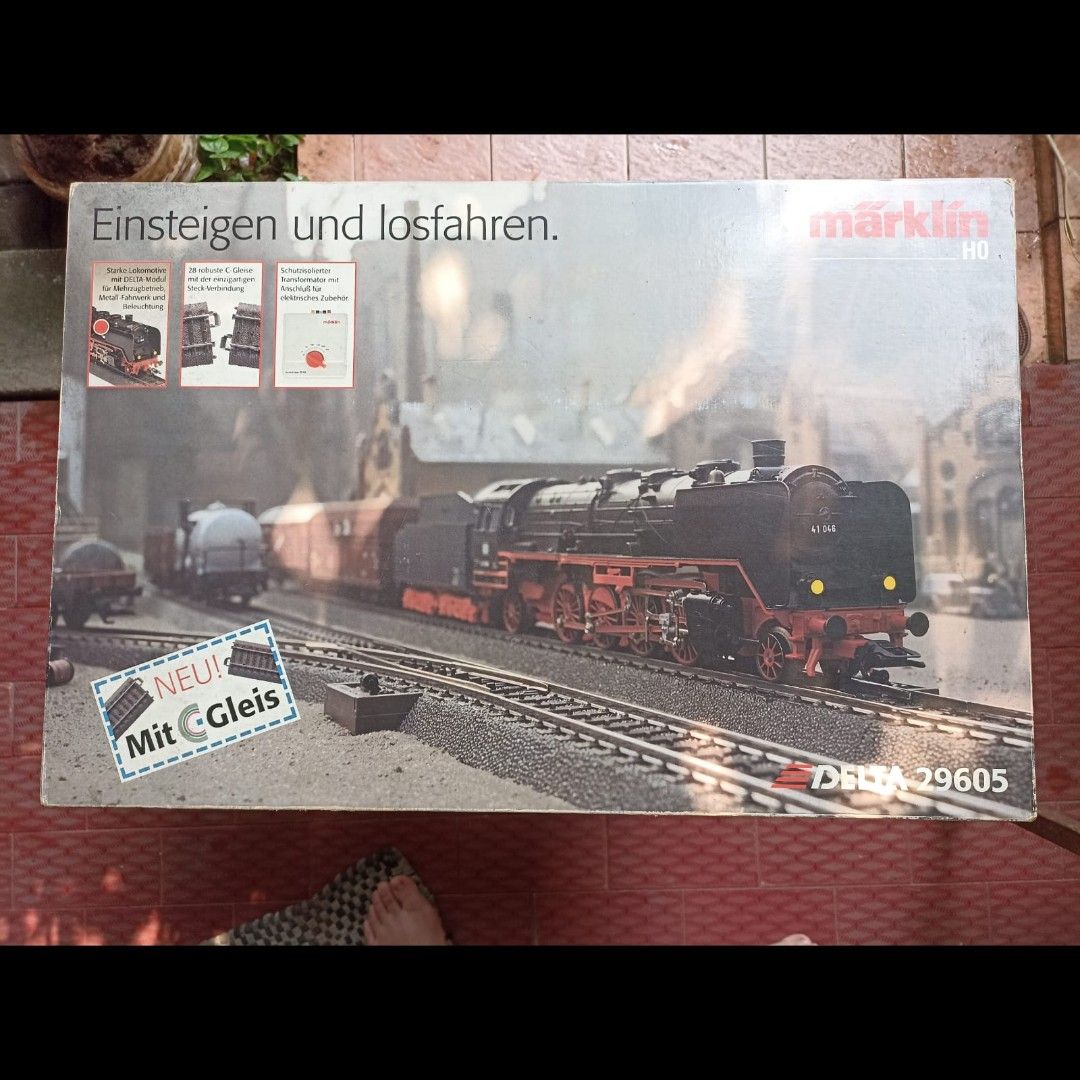 Einsteigen und losfahren.
märklin
H0
Starke Lokomotive
mit DELTA-Modul
für Mehrzugbetrieb,
Metall-Fahrwerk und
Beleuchtung.
28 robuste C-Gleise
mit der einzigartigen
Steck-Verbindung.
Schutzisolierter
Transformator mit
Anschluß für
elektrisches Zubehör.
märklin
41 046
NEU!
Mit C Gleis
DELTA 29605